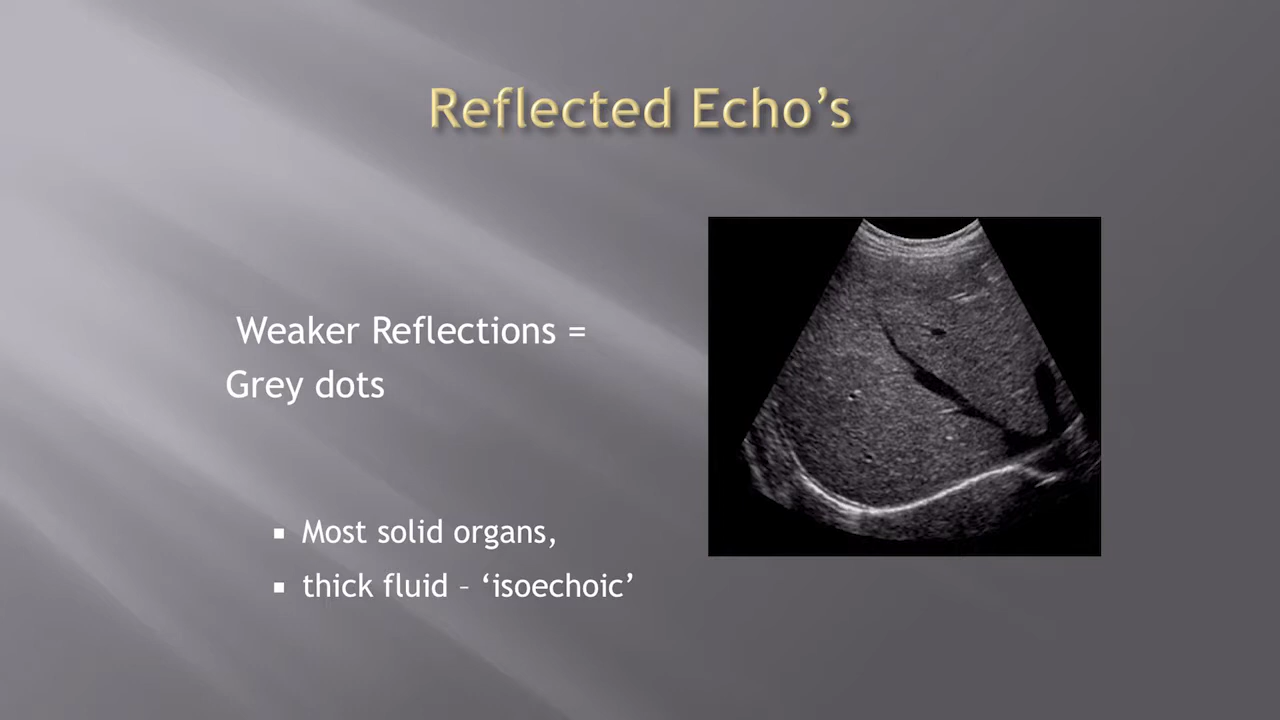 Reflected Echo’s
Weaker Reflections =
Grey dots
▪ Most solid organs,
▪ thick fluid – ‘isoechoic’